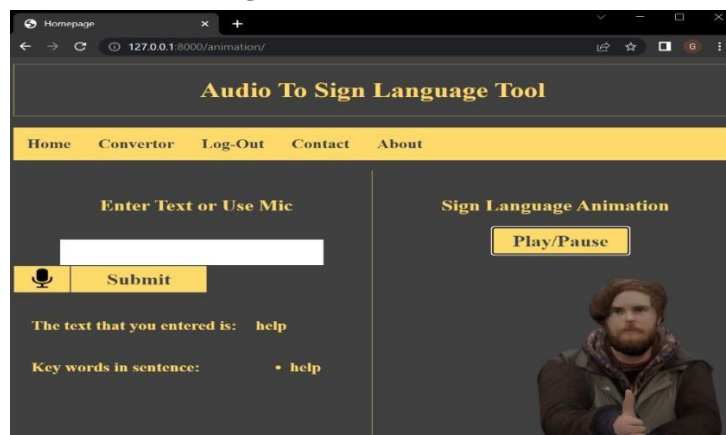 Homepage
127.0.0.1:8000/animation/
G
Audio To Sign Language Tool
Home Convertor Log-Out Contact About
Enter Text or Use Mic
Submit
The text that you entered is: help
Key words in sentence:
• help
Sign Language Animation
Play/Pause